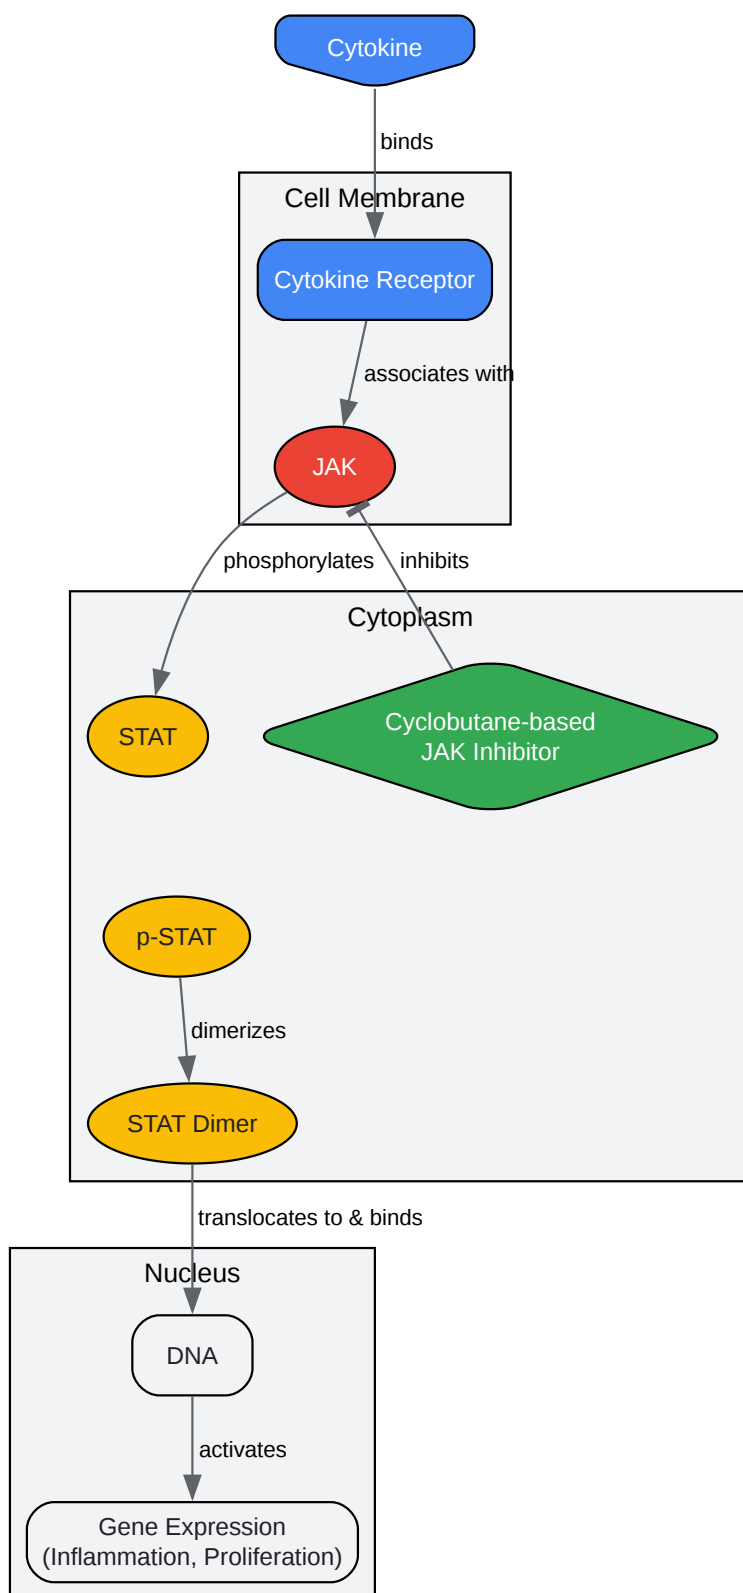 Cytokine
binds
Cell Membrane
Cytokine Receptor
associates with
JAK
phosphorylates
inhibits
Cytoplasm
STAT
Cyclobutane-based
JAK Inhibitor
p-STAT
dimerizes
STAT Dimer
translocates to & binds
Nucleus
DNA
activates
Gene Expression
(Inflammation, Proliferation)